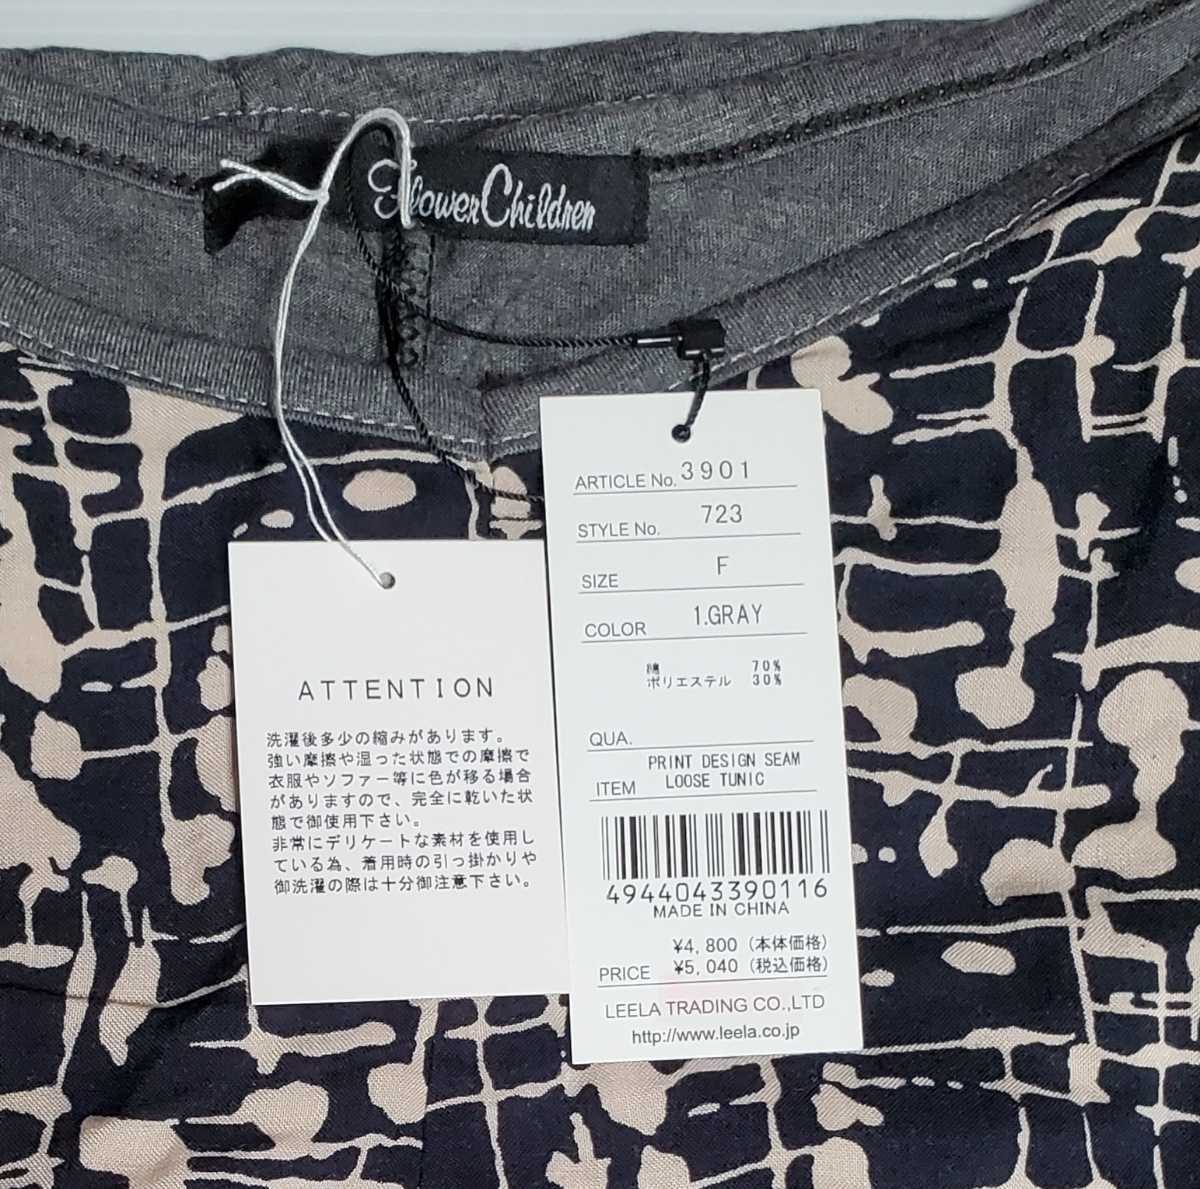 Flower Children
ARTICLE No. 3901
STYLE No. 723
SIZE F
COLOR 1.GRAY
綿 70%
ポリエステル 30%
QUA.
ITEM PRINT DESIGN SEAM
LOOSE TUNIC
4944043390116
MADE IN CHINA
¥4,800 (本体価格)
PRICE ¥5,040 (税込価格)
LEELA TRADING CO.,LTD
http://www.leela.co.jp
ATTENTION
洗濯後多少の縮みがあります。
強い摩擦や湿った状態での摩擦で
衣服やソファー等に色が移る場合
がありますので、完全に乾いた状
態で御使用下さい。
非常にデリケートな素材を使用し
ている為、着用時の引っ掛かりや
御洗濯の際は十分御注意下さい。